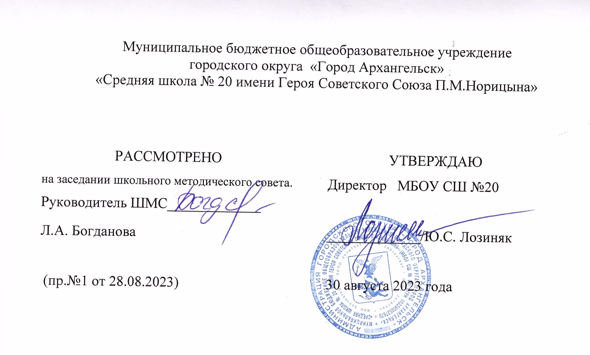 Муниципальное бюджетное общеобразовательное учреждение
городского округа «Город Архангельск»
«Средняя школа № 20 имени Героя Советского Союза П.М.Норицына»
РАССМОТРЕНО
на заседании школьного методического совета.
Руководитель ШМС
Л.А. Богданова
(пр.№1 от 28.08.2023)
УТВЕРЖДАЮ
Директор МБОУ СШ №20
Ю.С. Лозиняк
30 августа 2023 года